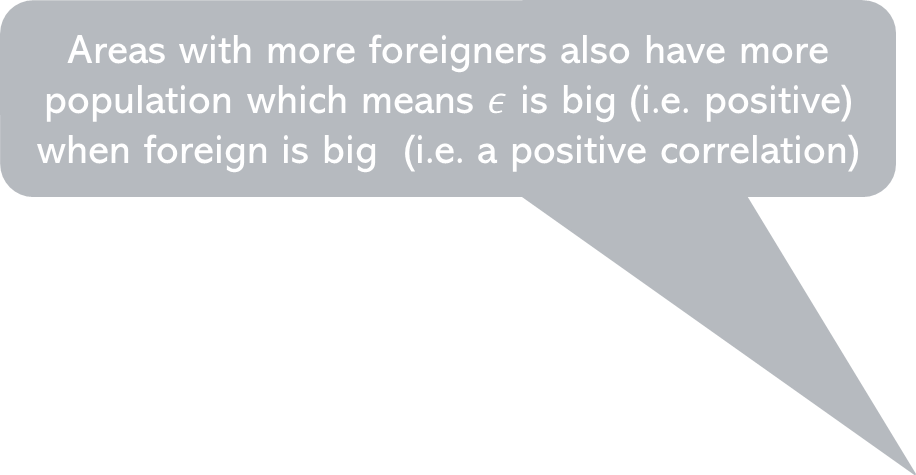 Areas with more foreigners also have more
population which means ϵ is big (i.e. positive)
when foreign is big (i.e. a positive correlation)